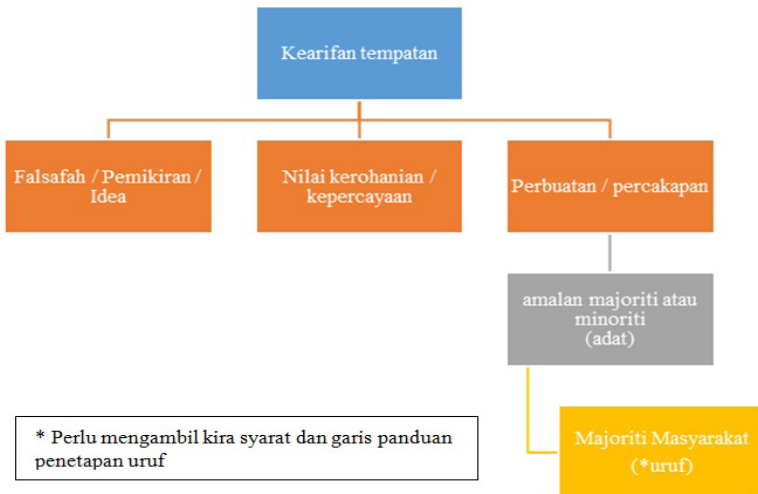 Kearifan tempatan
Falsafah / Pemikiran /
Idea
Nilai kerohanian /
kepercayaan
Perbuatan / percakapan
amalan majoriti atau
minoriti
(adat)
Majoriti Masyarakat
(*uruf)
* Perlu mengambil kira syarat dan garis panduan
penetapan uruf